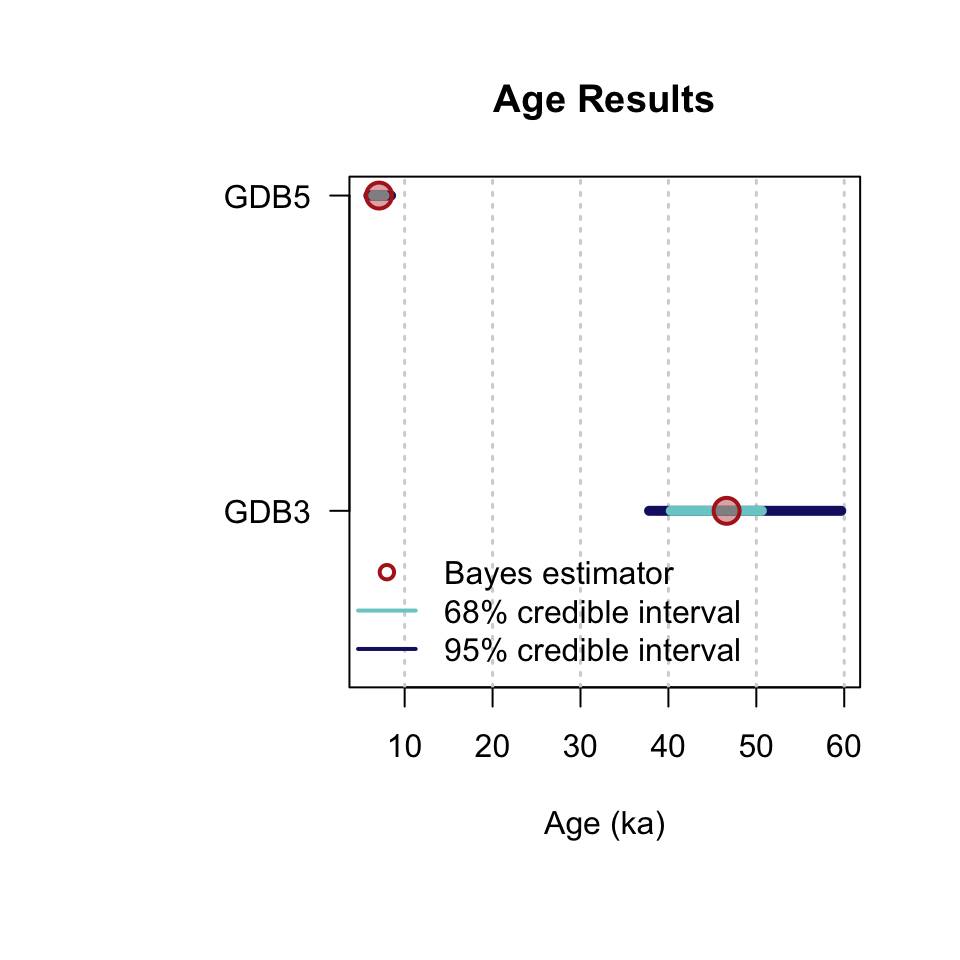 Age Results
GDB5
GDB3
Bayes estimator
68% credible interval
95% credible interval
10 20 30 40 50 60
Age (ka)